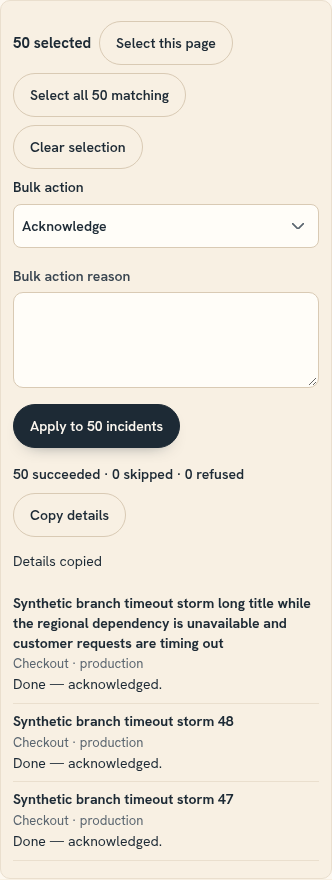 50 selected
Select this page
Select all 50 matching
Clear selection
Bulk action
Acknowledge
Bulk action reason
Apply to 50 incidents
50 succeeded · 0 skipped · 0 refused
Copy details
Details copied
Synthetic branch timeout storm long title while
the regional dependency is unavailable and
customer requests are timing out
Checkout · production
Done — acknowledged.
Synthetic branch timeout storm 48
Checkout · production
Done — acknowledged.
Synthetic branch timeout storm 47
Checkout · production
Done — acknowledged.